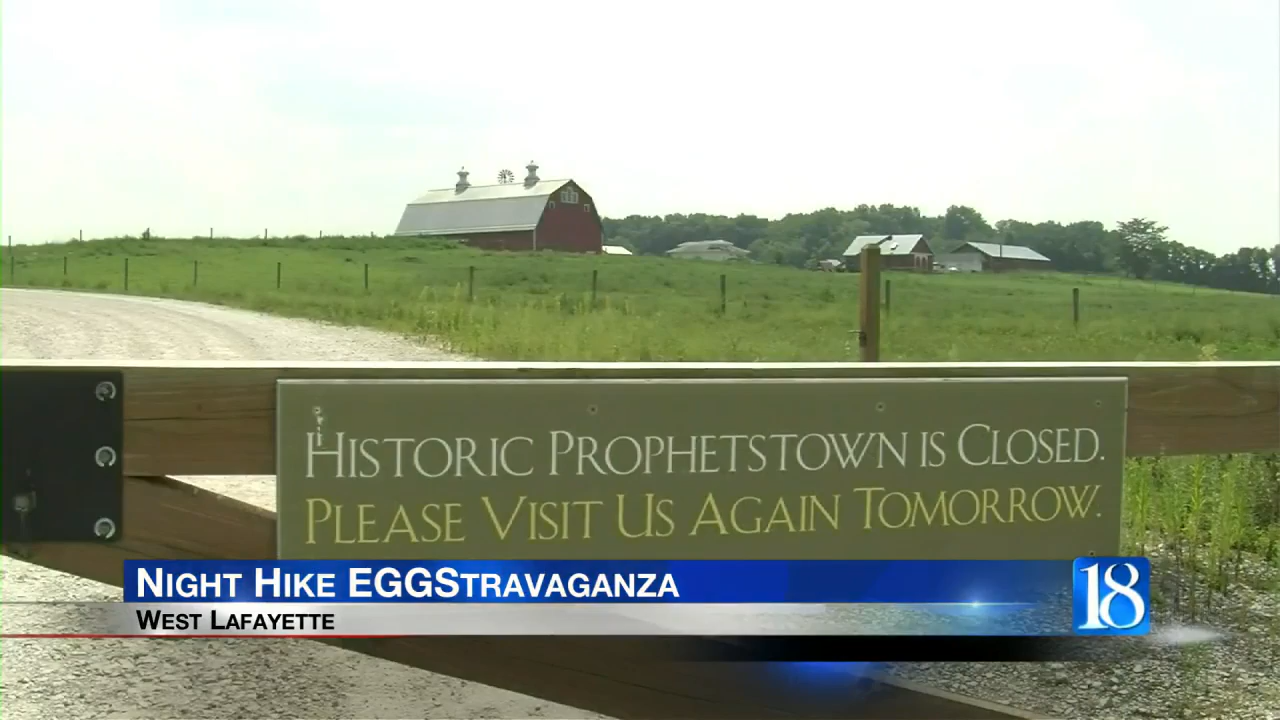 Historic Prophetstown is Closed.
Please Visit Us Again Tomorrow.
Night Hike EGGStravaganza
18
West Lafayette